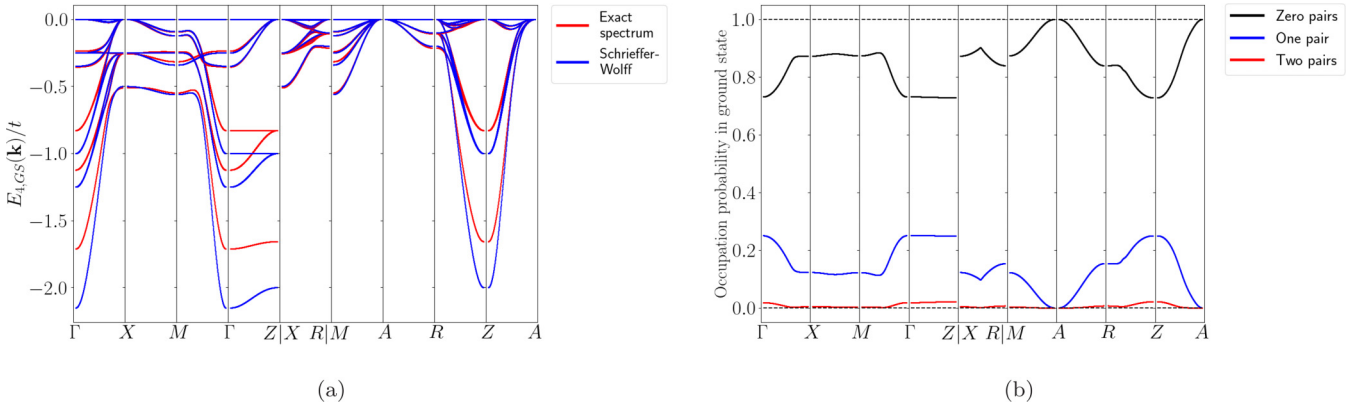 E_{4,GS}(k)/t
0.0
−0.5
−1.0
−1.5
−2.0
Γ X M Γ Z|X R|M A R Z A
Exact
spectrum
Schrieffer-
Wolff
(a)
Occupation probability in ground state
1.0
0.8
0.6
0.4
0.2
0.0
Γ X M Γ Z|X R|M A R Z A
Zero pairs
One pair
Two pairs
(b)